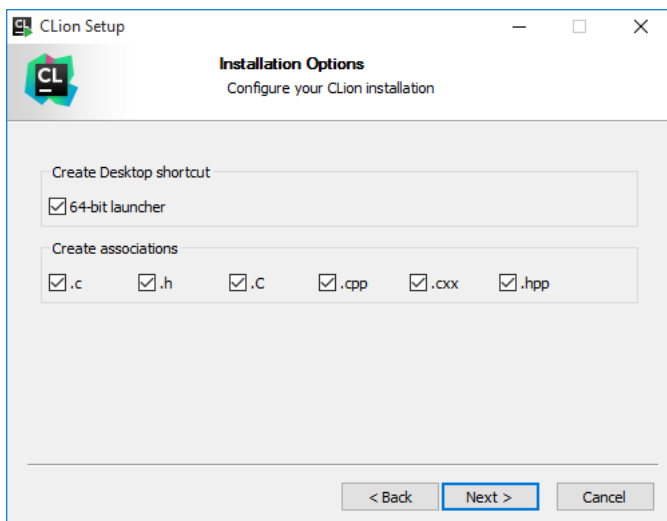 CLion Setup
CL
Installation Options
Configure your CLion installation
Create Desktop shortcut
64-bit launcher
Create associations
.c .h .C .cpp .cxx .hpp
< Back Next > Cancel